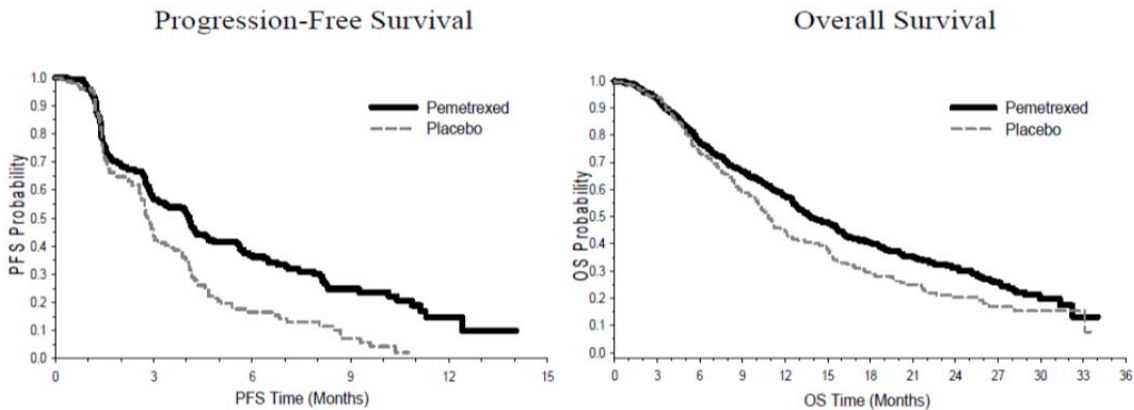 Progression-Free Survival
1.0
0.9
0.8
0.7
0.6
0.5
0.4
0.3
0.2
0.1
0.0
PFS Probability
Pemetrexed
Placebo
0 3 6 9 12 15
PFS Time (Months)
Overall Survival
1.0
0.9
0.8
0.7
0.6
0.5
0.4
0.3
0.2
0.1
0.0
OS Probability
Pemetrexed
Placebo
0 3 6 9 12 15 18 21 24 27 30 33 36
OS Time (Months)